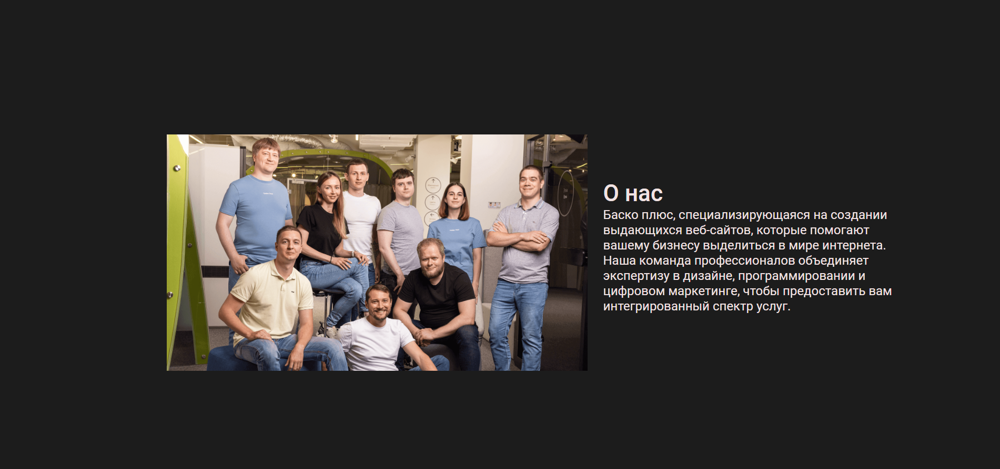 О нас
Баско плюс, специализирующаяся на создании
выдающихся веб-сайтов, которые помогают
вашему бизнесу выделиться в мире интернета.
Наша команда профессионалов объединяет
экспертизу в дизайне, программировании и
цифровом маркетинге, чтобы предоставить вам
интегрированный спектр услуг.